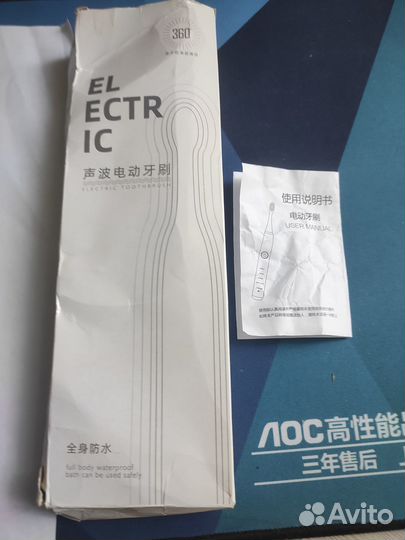 360
EL
ECTR
IC
声波电动牙刷
ELECTRIC TOOTHBRUSH
全身防水
full body waterproof
bath can be used safely
使用说明书
电动牙刷
USER MANUAL
AOC高性能
三年售后
Avito